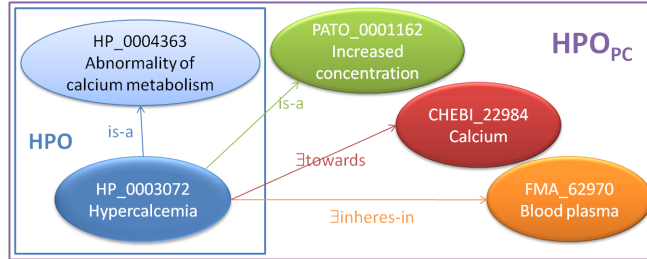 HP_0004363
Abnormality of
calcium metabolism
PATO_0001162
Increased
concentration
HPO_PC
is-a
is-a
CHEBI_22984
Calcium
HPO
∃towards
HP_0003072
Hypercalcemia
FMA_62970
Blood plasma
∃inheres-in